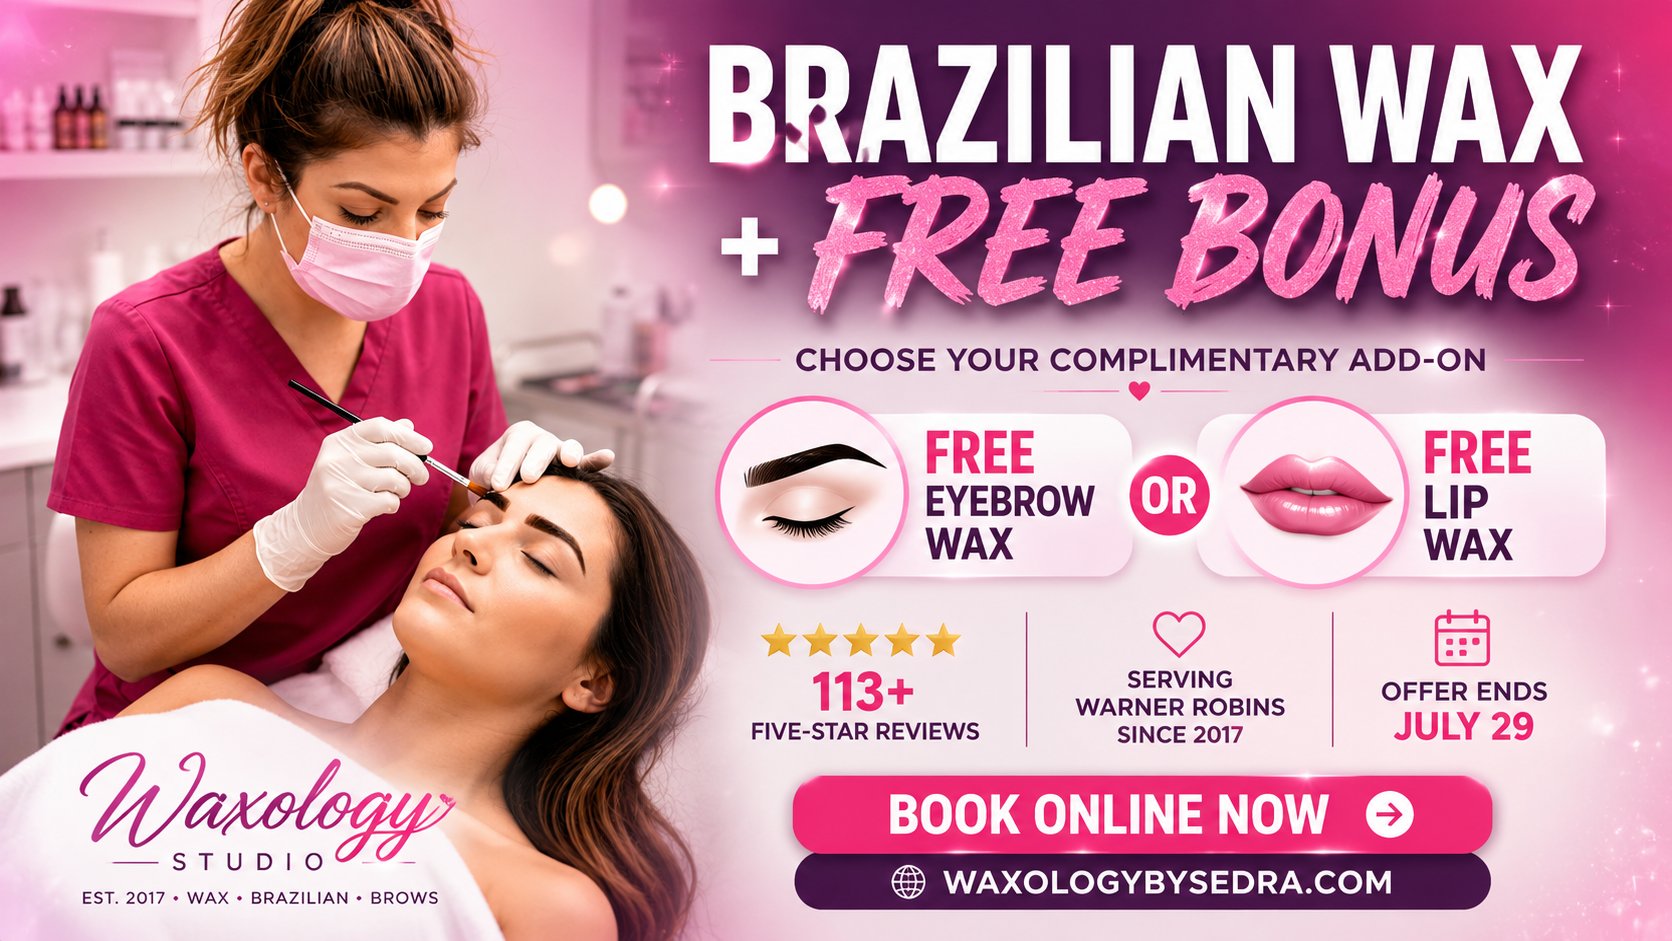 BRAZILIAN WAX
+ FREE BONUS
CHOOSE YOUR COMPLIMENTARY ADD-ON
FREE
EYEBROW
WAX
OR
FREE
LIP
WAX
113+
FIVE-STAR REVIEWS
SERVING
WARNER ROBINS
SINCE 2017
OFFER ENDS
JULY 29
BOOK ONLINE NOW
WAXOLOGYBYSEDRA.COM
Waxology
STUDIO
EST. 2017 • WAX • BRAZILIAN • BROWS